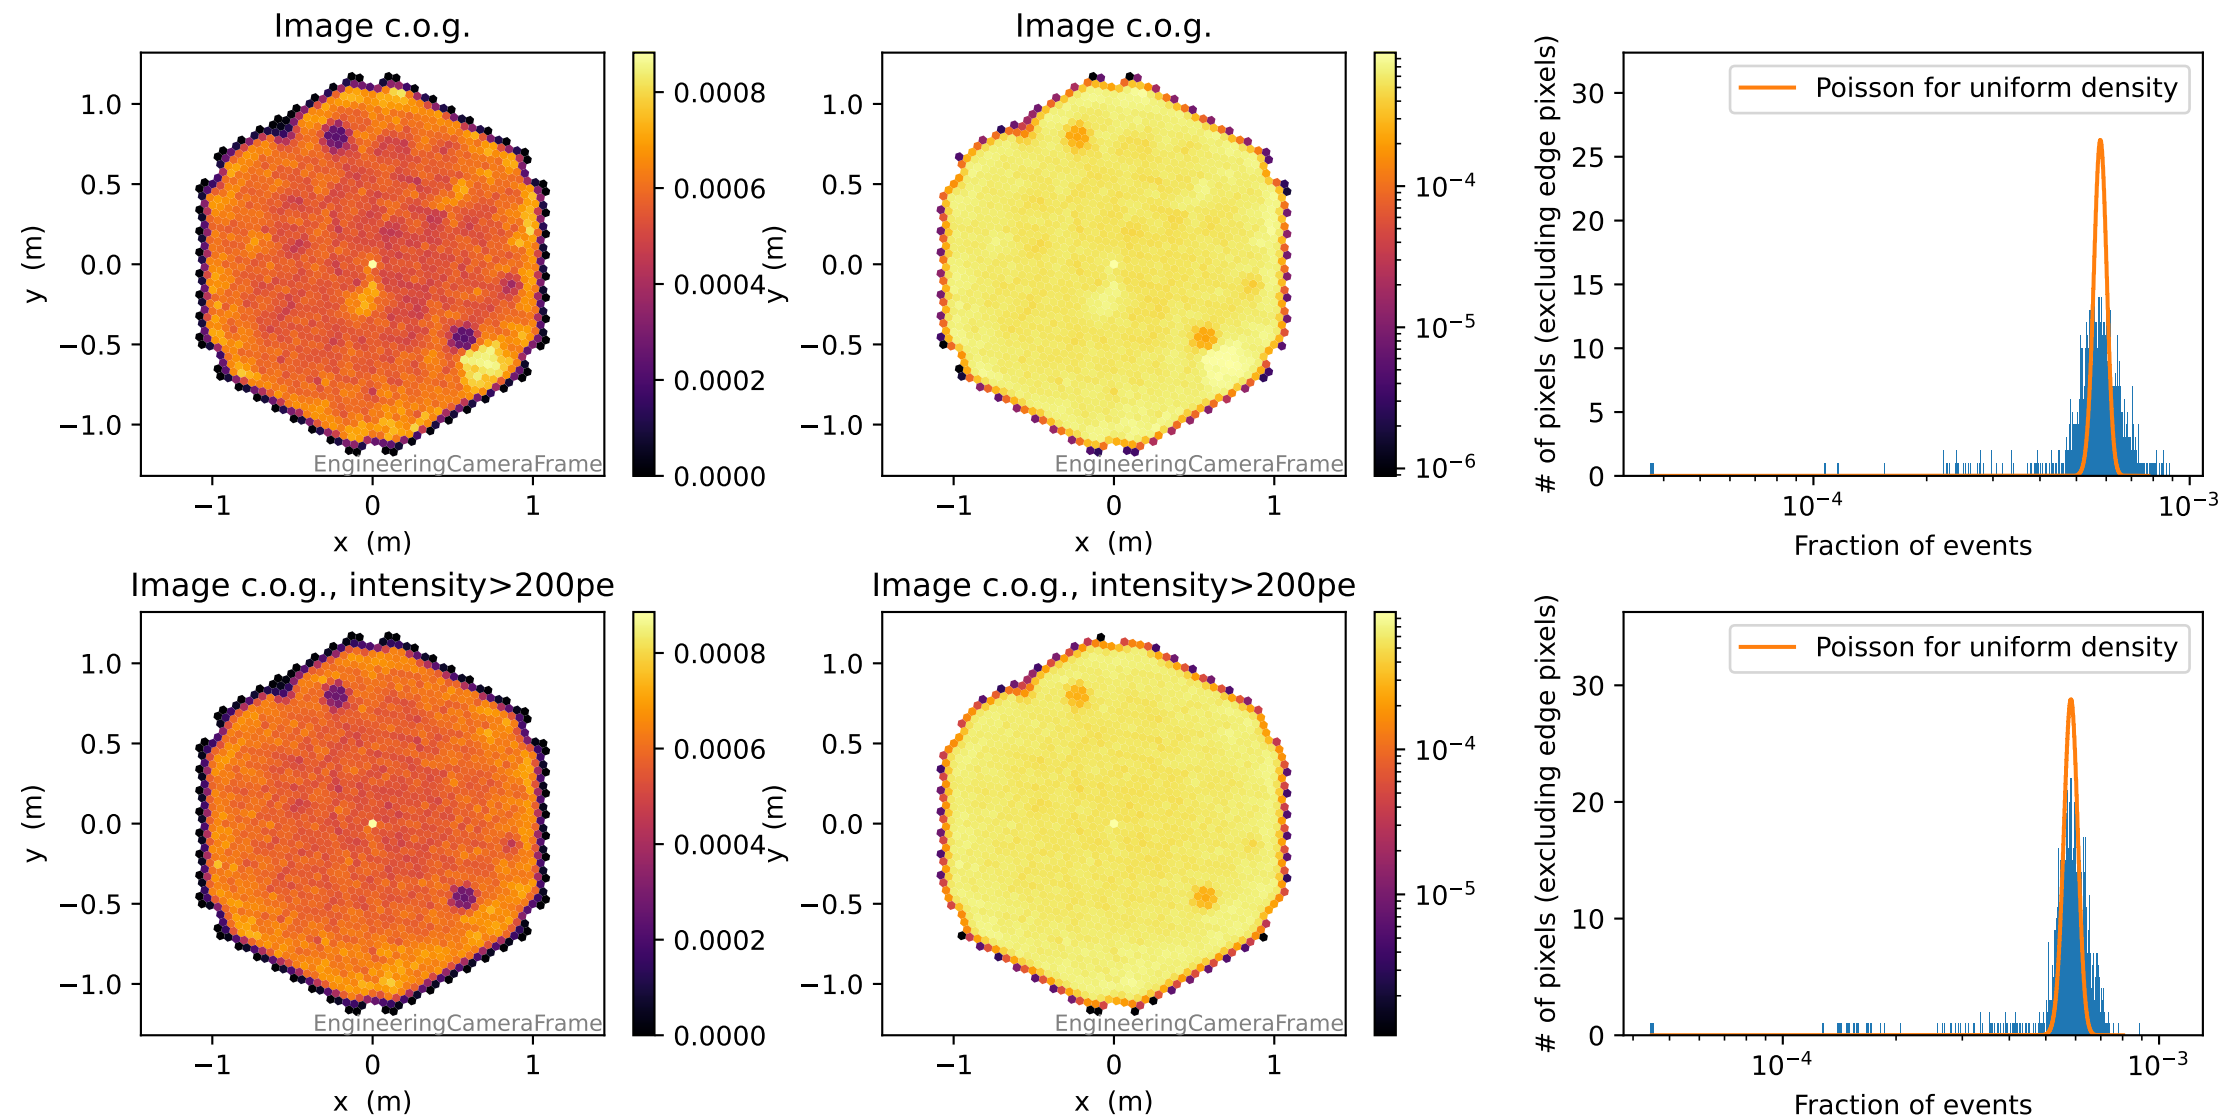 Image c.o.g.
1.0
0.5
0.0
−0.5
−1.0
y (m)
−1
0
1
x (m)
EngineeringCameraFrame
0.0008
0.0006
0.0004
0.0002
0.0000
Image c.o.g.
1.0
0.5
0.0
−0.5
−1.0
y (m)
−1
0
1
x (m)
EngineeringCameraFrame
10⁻⁴
10⁻⁵
10⁻⁶
Poisson for uniform density
# of pixels (excluding edge pixels)
30
25
20
15
10
5
0
10⁻⁴
10⁻³
Fraction of events
Image c.o.g., intensity>200pe
1.0
0.5
0.0
−0.5
−1.0
y (m)
−1
0
1
x (m)
EngineeringCameraFrame
0.0008
0.0006
0.0004
0.0002
0.0000
Image c.o.g., intensity>200pe
1.0
0.5
0.0
−0.5
−1.0
y (m)
−1
0
1
x (m)
EngineeringCameraFrame
10⁻⁴
10⁻⁵
Poisson for uniform density
# of pixels (excluding edge pixels)
30
20
10
0
10⁻⁴
10⁻³
Fraction of events